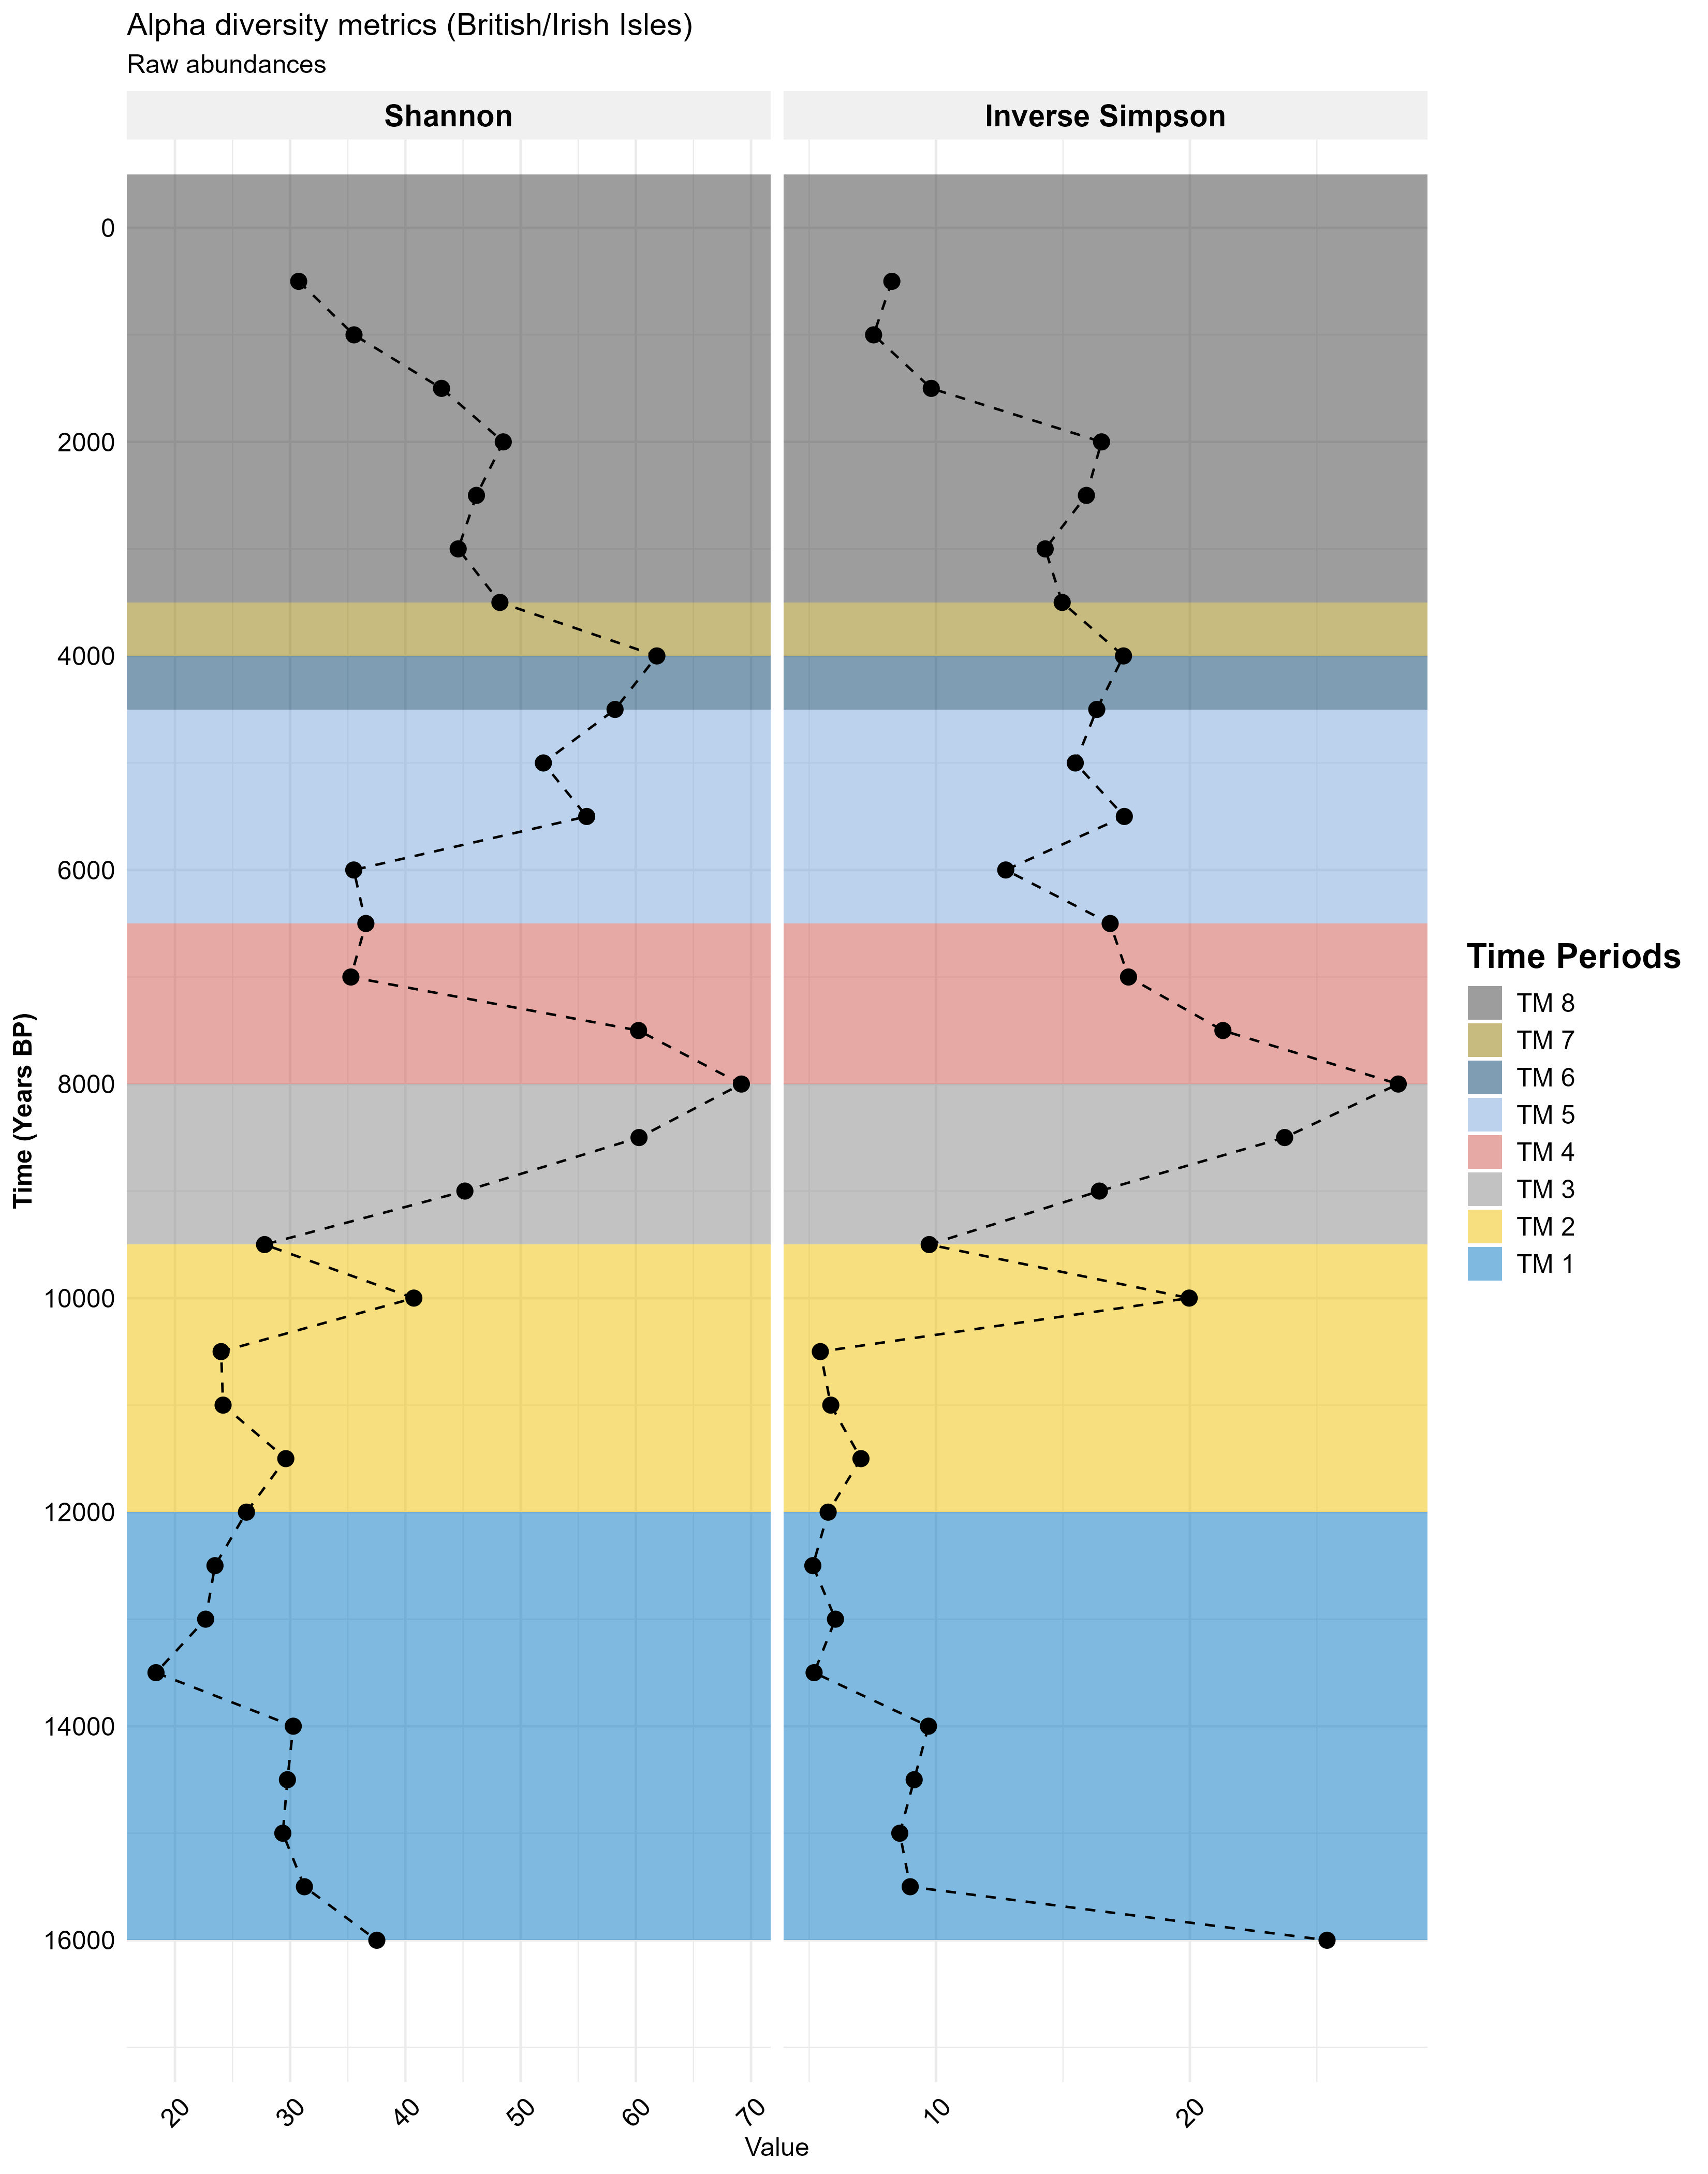 Alpha diversity metrics (British/Irish Isles)
Raw abundances
Shannon
Inverse Simpson
0
2000
4000
6000
8000
10000
12000
14000
16000
Time (Years BP)
20
30
40
50
60
70
10
20
Value
Time Periods
TM 8
TM 7
TM 6
TM 5
TM 4
TM 3
TM 2
TM 1